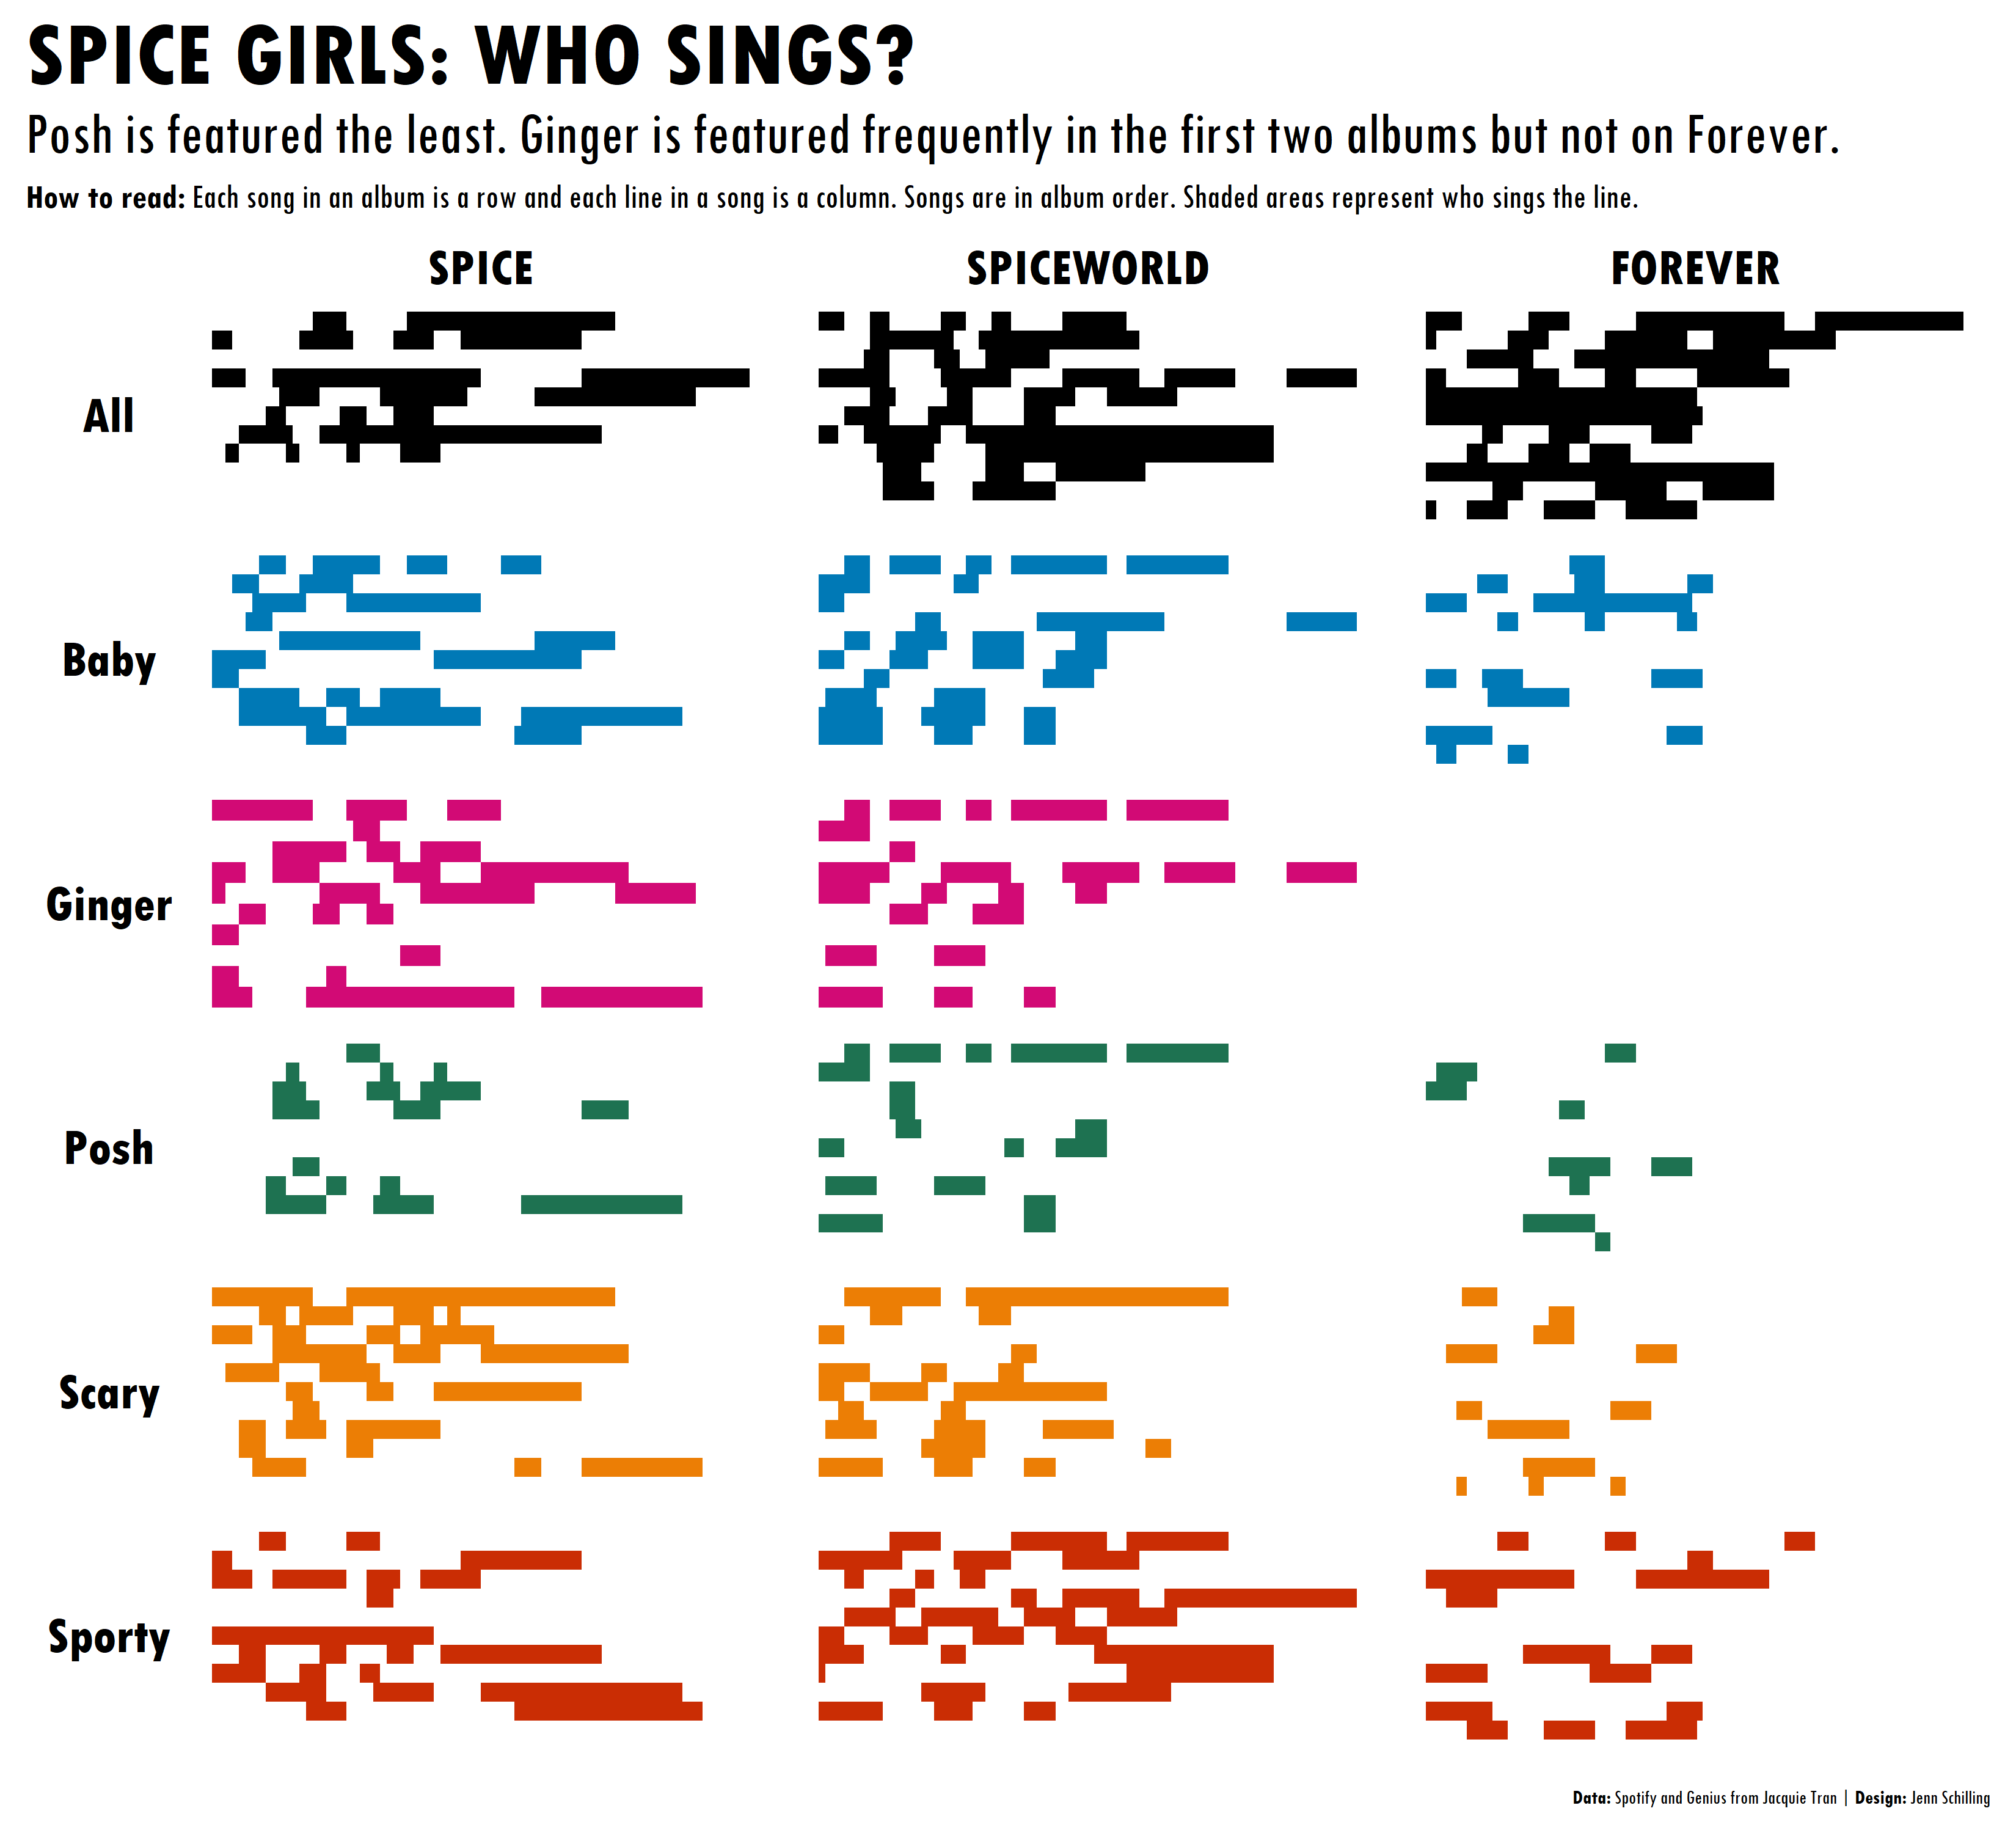 SPICE GIRLS: WHO SINGS?
Posh is featured the least. Ginger is featured frequently in the first two albums but not on Forever.
How to read: Each song in an album is a row and each line in a song is a column. Songs are in album order. Shaded areas represent who sings the line.
SPICE SPICEWORLD FOREVER
All
Baby
Ginger
Posh
Scary
Sporty
Data: Spotify and Genius from Jacquie Tran | Design: Jenn Schilling